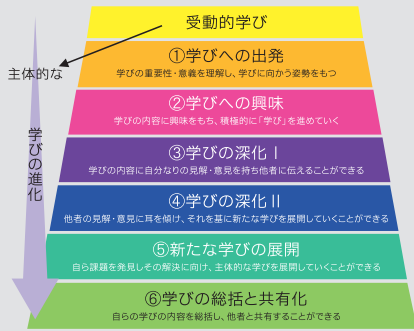 受動的学び
主体的な
学びの進化
①学びへの出発
学びの重要性・意義を理解し、学びに向かう姿勢をもつ
②学びへの興味
学びの内容に興味をもち、積極的に「学び」を進めていく
③学びの深化Ⅰ
学びの内容に自分なりの見解・意見を持ち他者に伝えることができる
④学びの深化Ⅱ
他者の見解・意見に耳を傾け、それを基に新たな学びを展開していくことができる
⑤新たな学びの展開
自ら課題を発見しその解決に向け、主体的な学びを展開していくことができる
⑥学びの総括と共有化
自らの学びの内容を総括し、他者と共有することができる